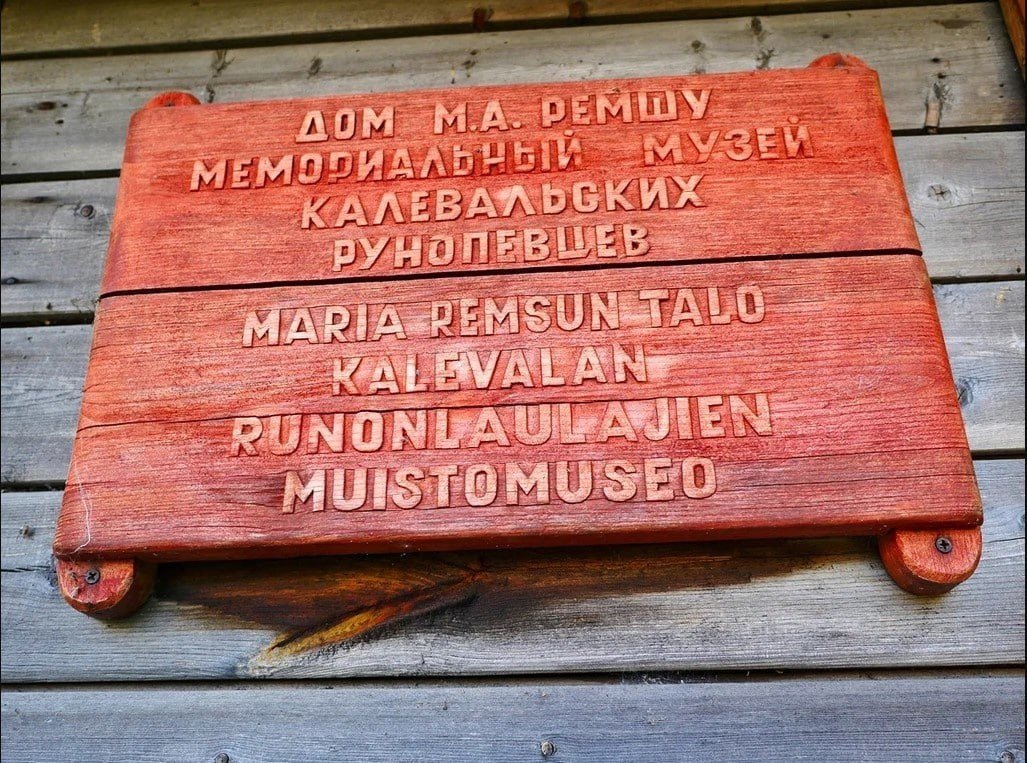 ДОМ М.А. РЕМШУ
МЕМОРИАЛЬНЫЙ МУЗЕЙ
КАЛЕВАЛЬСКИХ
РУНОПЕВЦЕВ
MARIA REMSUN TALO
KALEVALAN
RUNONLAULAJIEN
MUISTOMUSEO